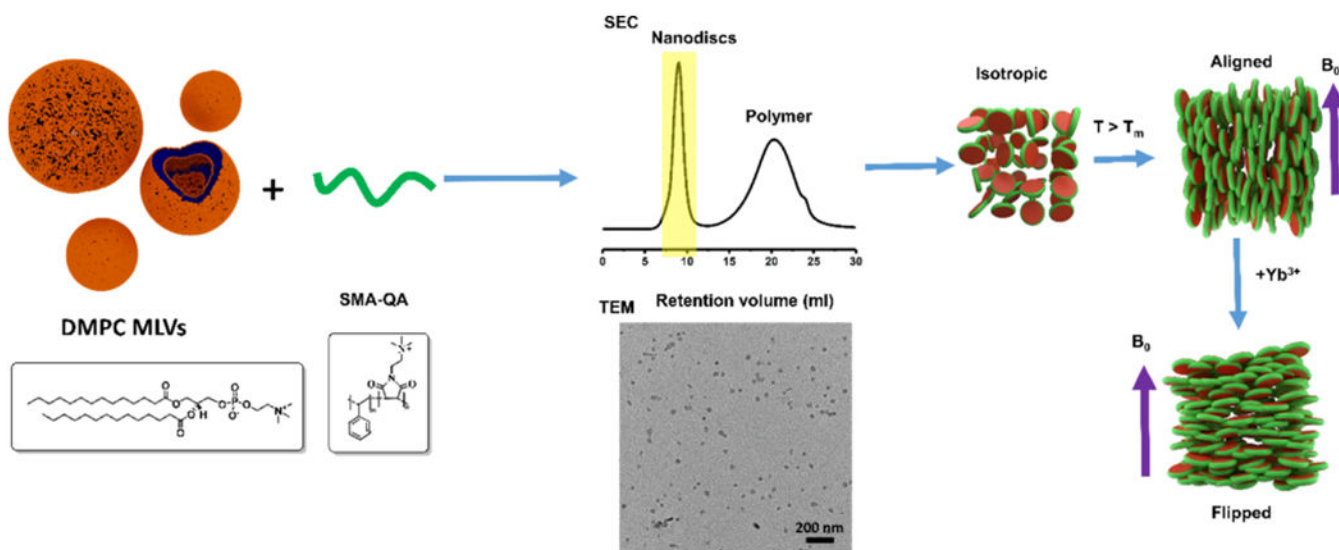 DMPC MLVs
+
SMA-QA
SEC
Nanodiscs
Polymer
0 5 10 15 20 25 30
Retention volume (ml)
TEM
200 nm
Isotropic
T > Tm
Aligned
B0
+Yb3+
B0
Flipped
O
O
O
H
O
O
P
O
O-
O
N+
N+
N
O
O